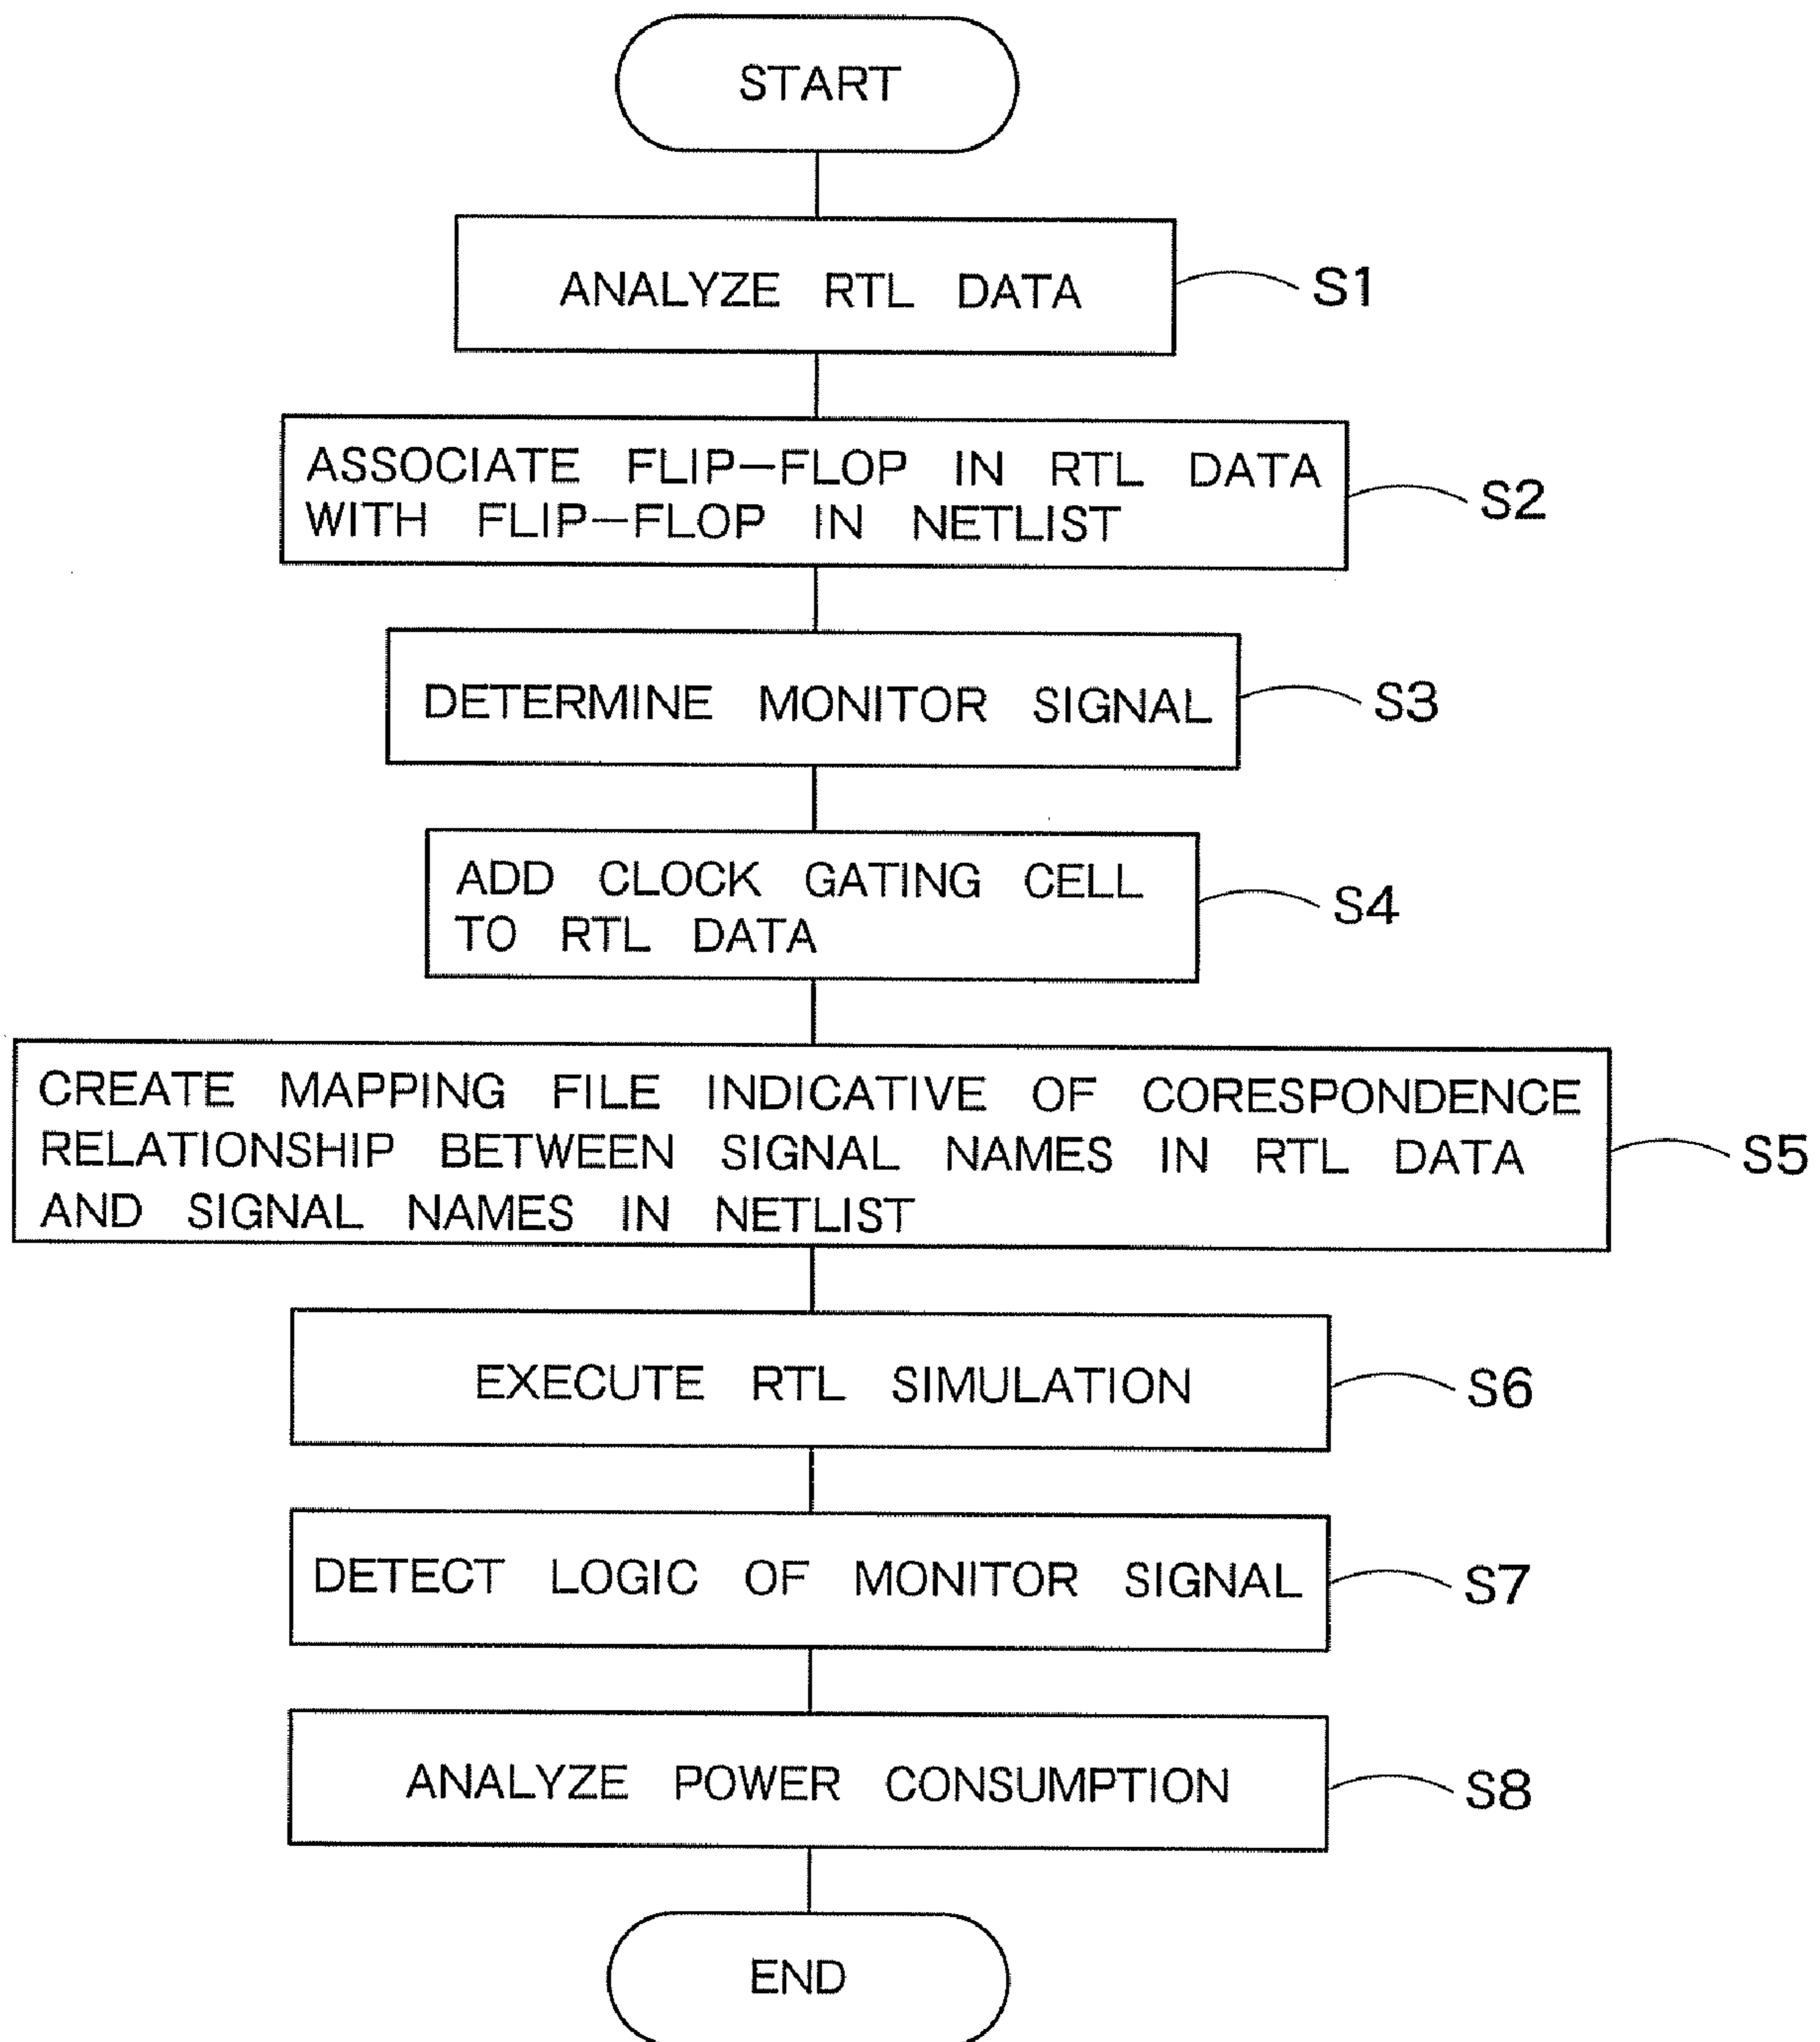 START
ANALYZE RTL DATA
S1
ASSOCIATE FLIP-FLOP IN RTL DATA
WITH FLIP-FLOP IN NETLIST
S2
DETERMINE MONITOR SIGNAL
S3
ADD CLOCK GATING CELL
TO RTL DATA
S4
CREATE MAPPING FILE INDICATIVE OF CORESPONDENCE
RELATIONSHIP BETWEEN SIGNAL NAMES IN RTL DATA
AND SIGNAL NAMES IN NETLIST
S5
EXECUTE RTL SIMULATION
S6
DETECT LOGIC OF MONITOR SIGNAL
S7
ANALYZE POWER CONSUMPTION
S8
END